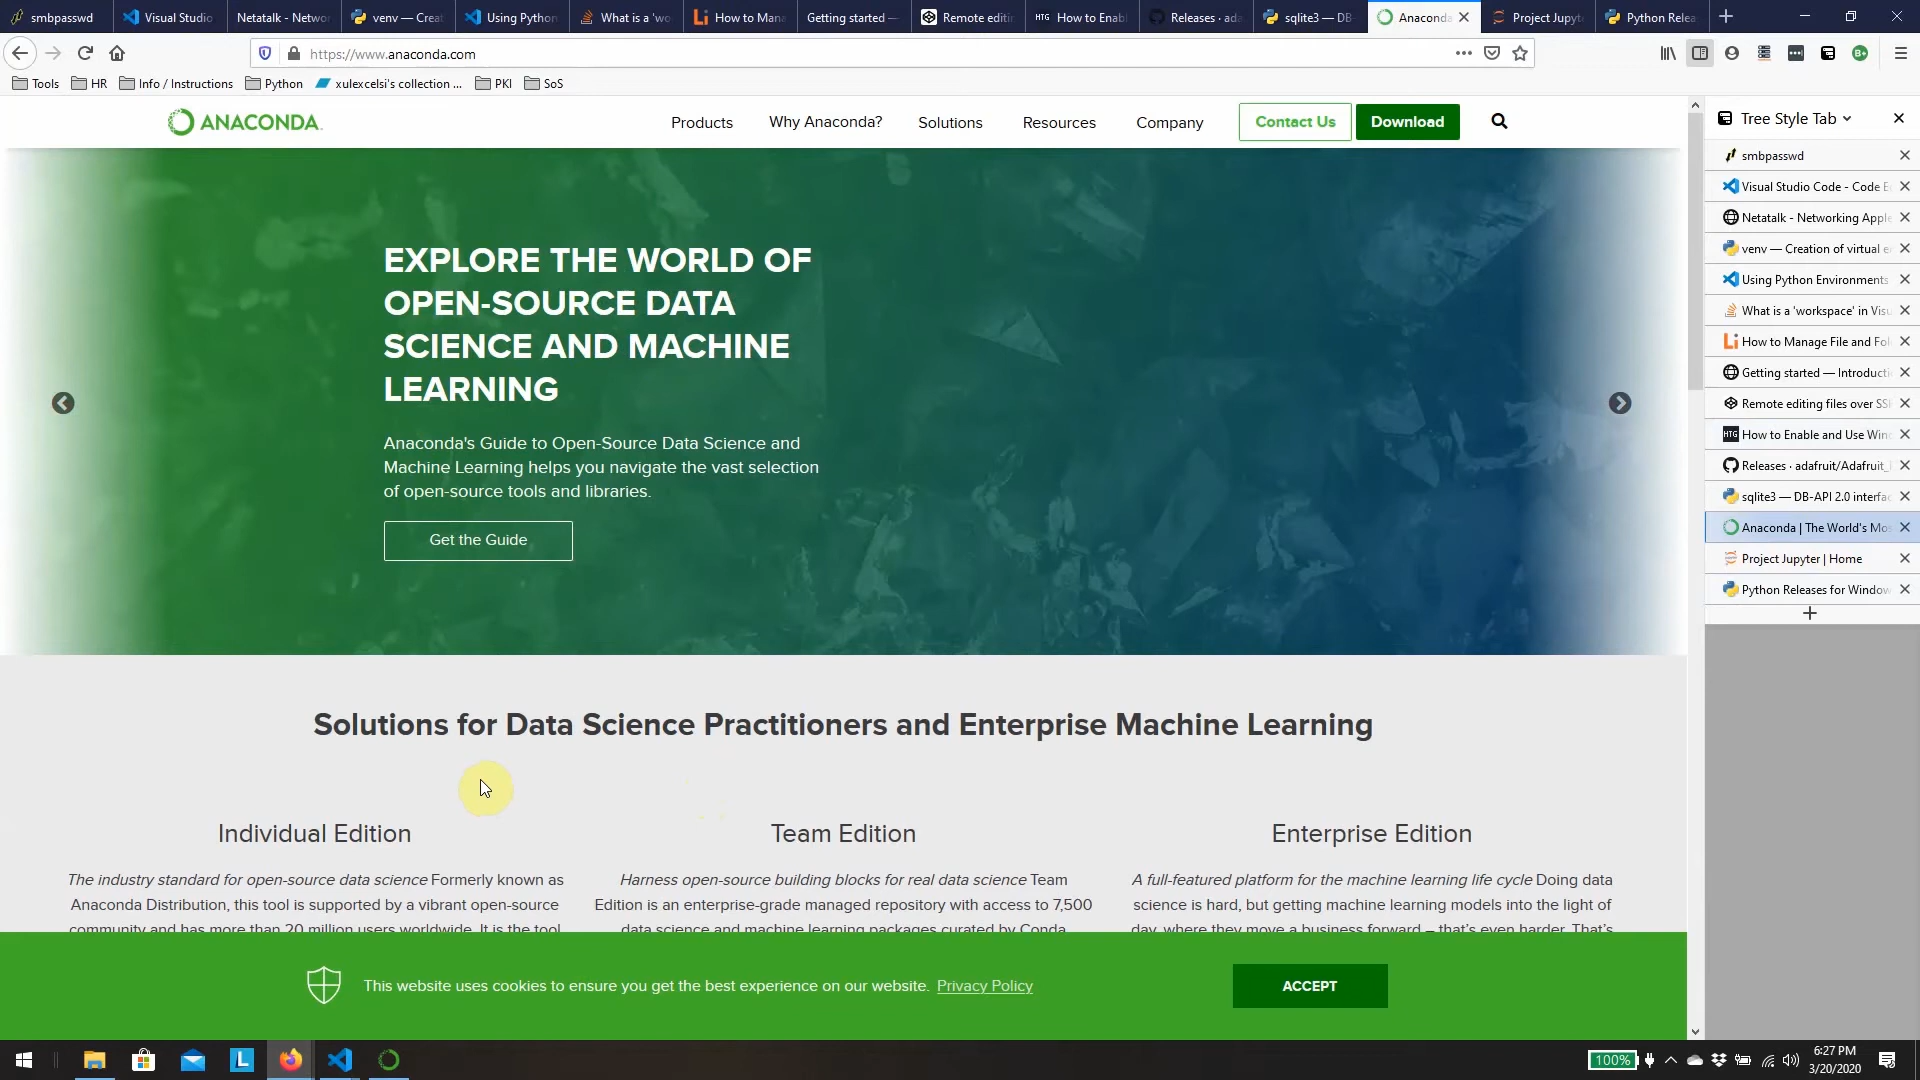 smbpasswd
Visual Studio
Netatalk - Networ
venv — Creat
Using Python
What is a 'wo
How to Mana
Getting started —
Remote editi
How to Enabl
Releases · ada
sqlite3 — DB-
Anaconda
Project Jupyt
Python Relea
https://www.anaconda.com
Tools
HR
Info / Instructions
Python
xulexcelsi's collection ...
PKI
SoS
ANACONDA.
Products
Why Anaconda?
Solutions
Resources
Company
Contact Us
Download
EXPLORE THE WORLD OF
OPEN-SOURCE DATA
SCIENCE AND MACHINE
LEARNING
Anaconda's Guide to Open-Source Data Science and
Machine Learning helps you navigate the vast selection
of open-source tools and libraries.
Get the Guide
Solutions for Data Science Practitioners and Enterprise Machine Learning
Individual Edition
The industry standard for open-source data science Formerly known as
Anaconda Distribution, this tool is supported by a vibrant open-source
community and has more than 20 million users worldwide. It is the tool
Team Edition
Harness open-source building blocks for real data science Team
Edition is an enterprise-grade managed repository with access to 7,500
data science and machine learning packages curated by Conda
Enterprise Edition
A full-featured platform for the machine learning life cycle Doing data
science is hard, but getting machine learning models into the light of
day, where they move a business forward – that's even harder. That's
This website uses cookies to ensure you get the best experience on our website. Privacy Policy
ACCEPT
Tree Style Tab
smbpasswd
Visual Studio Code - Code E
Netatalk - Networking Apple
venv — Creation of virtual e
Using Python Environments
What is a 'workspace' in Visu
How to Manage File and Fol
Getting started — Introducti
Remote editing files over SSH
How to Enable and Use Win
Releases · adafruit/Adafruit_
sqlite3 — DB-API 2.0 interfac
Anaconda | The World's Mo
Project Jupyter | Home
Python Releases for Window
100%
6:27 PM
3/20/2020